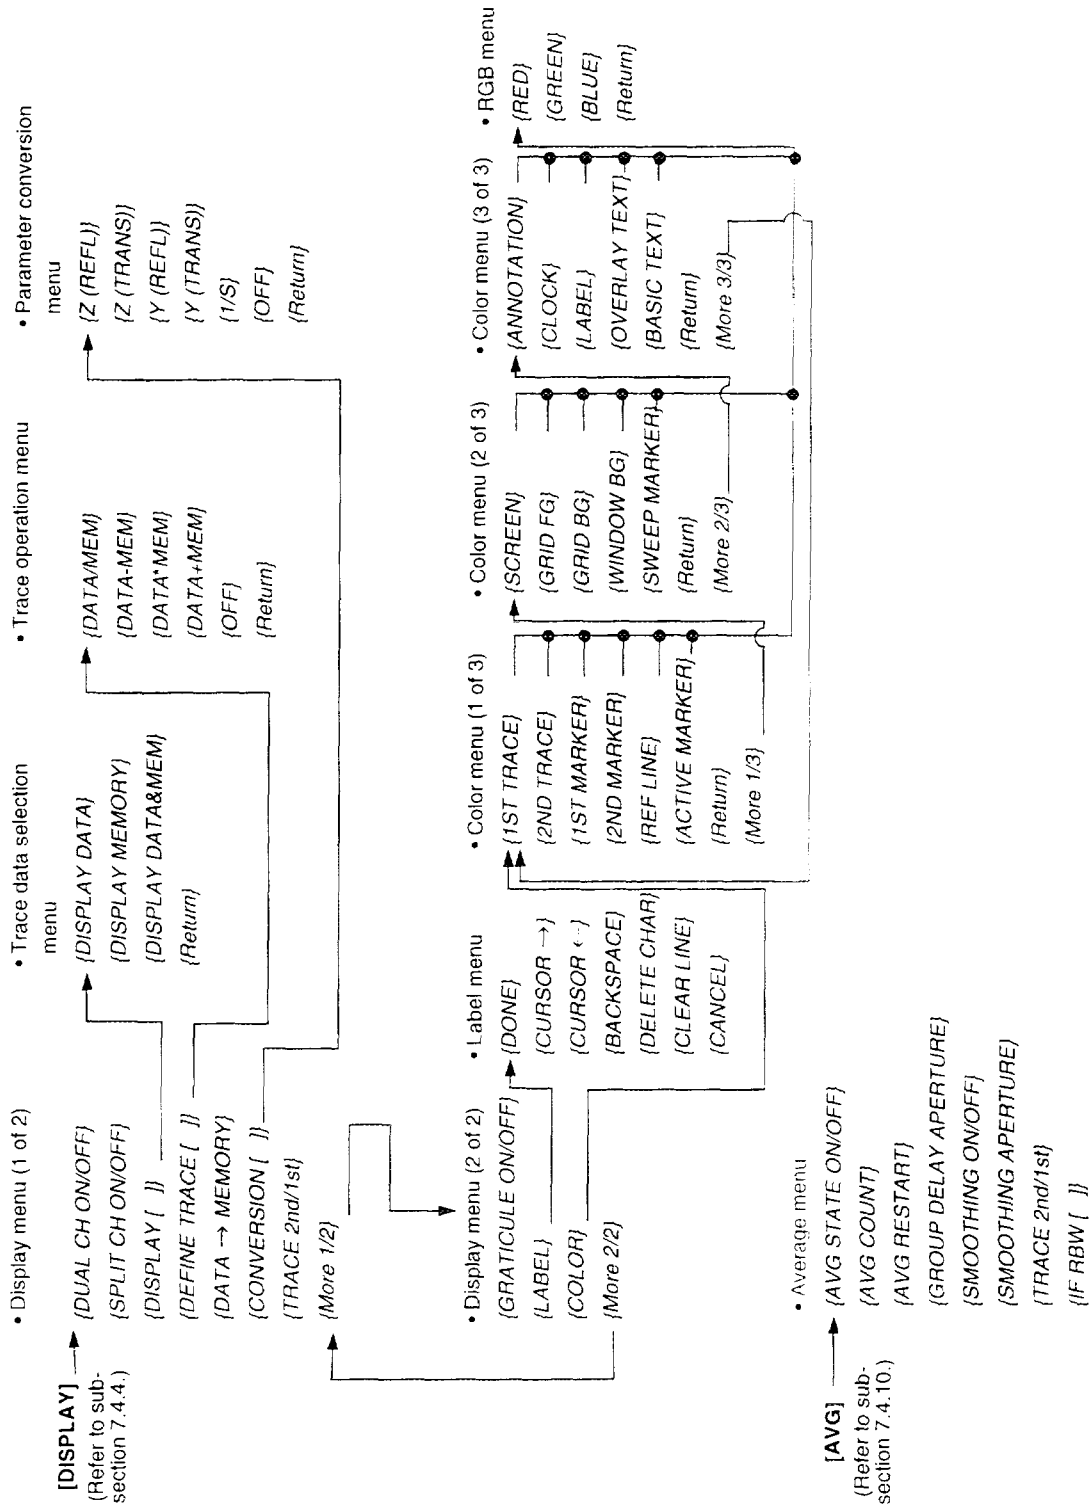 [DISPLAY]
(Refer to sub-
section 7.4.4.)
• Display menu (1 of 2)
{DUAL CH ON/OFF}
{SPLIT CH ON/OFF}
{DISPLAY [ ]}
{DEFINE TRACE [ ]}
{DATA → MEMORY}
{CONVERSION [ ]}
{TRACE 2nd/1st}
{More 1/2}
• Trace data selection
menu
{DISPLAY DATA}
{DISPLAY MEMORY}
{DISPLAY DATA&MEM}
{Return}
• Trace operation menu
{DATA/MEM}
{DATA-MEM}
{DATA*MEM}
{DATA+MEM}
{OFF}
{Return}
• Parameter conversion
menu
{Z (REFL)}
{Z (TRANS)}
{Y (REFL)}
{Y (TRANS)}
{1/S}
{OFF}
{Return}
• Display menu (2 of 2)
{GRATICULE ON/OFF}
{LABEL}
{COLOR}
{More 2/2}
• Label menu
{DONE}
{CURSOR →}
{CURSOR ←}
{BACKSPACE}
{DELETE CHAR}
{CLEAR LINE}
{CANCEL}
• Color menu (1 of 3)
{1ST TRACE}
{2ND TRACE}
{1ST MARKER}
{2ND MARKER}
{REF LINE}
{ACTIVE MARKER}
{Return}
{More 1/3}
• Color menu (2 of 3)
{SCREEN}
{GRID FG}
{GRID BG}
{WINDOW BG}
{SWEEP MARKER}
{Return}
{More 2/3}
• Color menu (3 of 3)
{ANNOTATION}
{CLOCK}
{LABEL}
{OVERLAY TEXT}
{BASIC TEXT}
{Return}
{More 3/3}
• RGB menu
{RED}
{GREEN}
{BLUE}
{Return}
[AVG]
(Refer to sub-
section 7.4.10.)
• Average menu
{AVG STATE ON/OFF}
{AVG COUNT}
{AVG RESTART}
{GROUP DELAY APERTURE}
{SMOOTHING ON/OFF}
{SMOOTHING APERTURE}
{TRACE 2nd/1st}
{IF RBW [ ]}